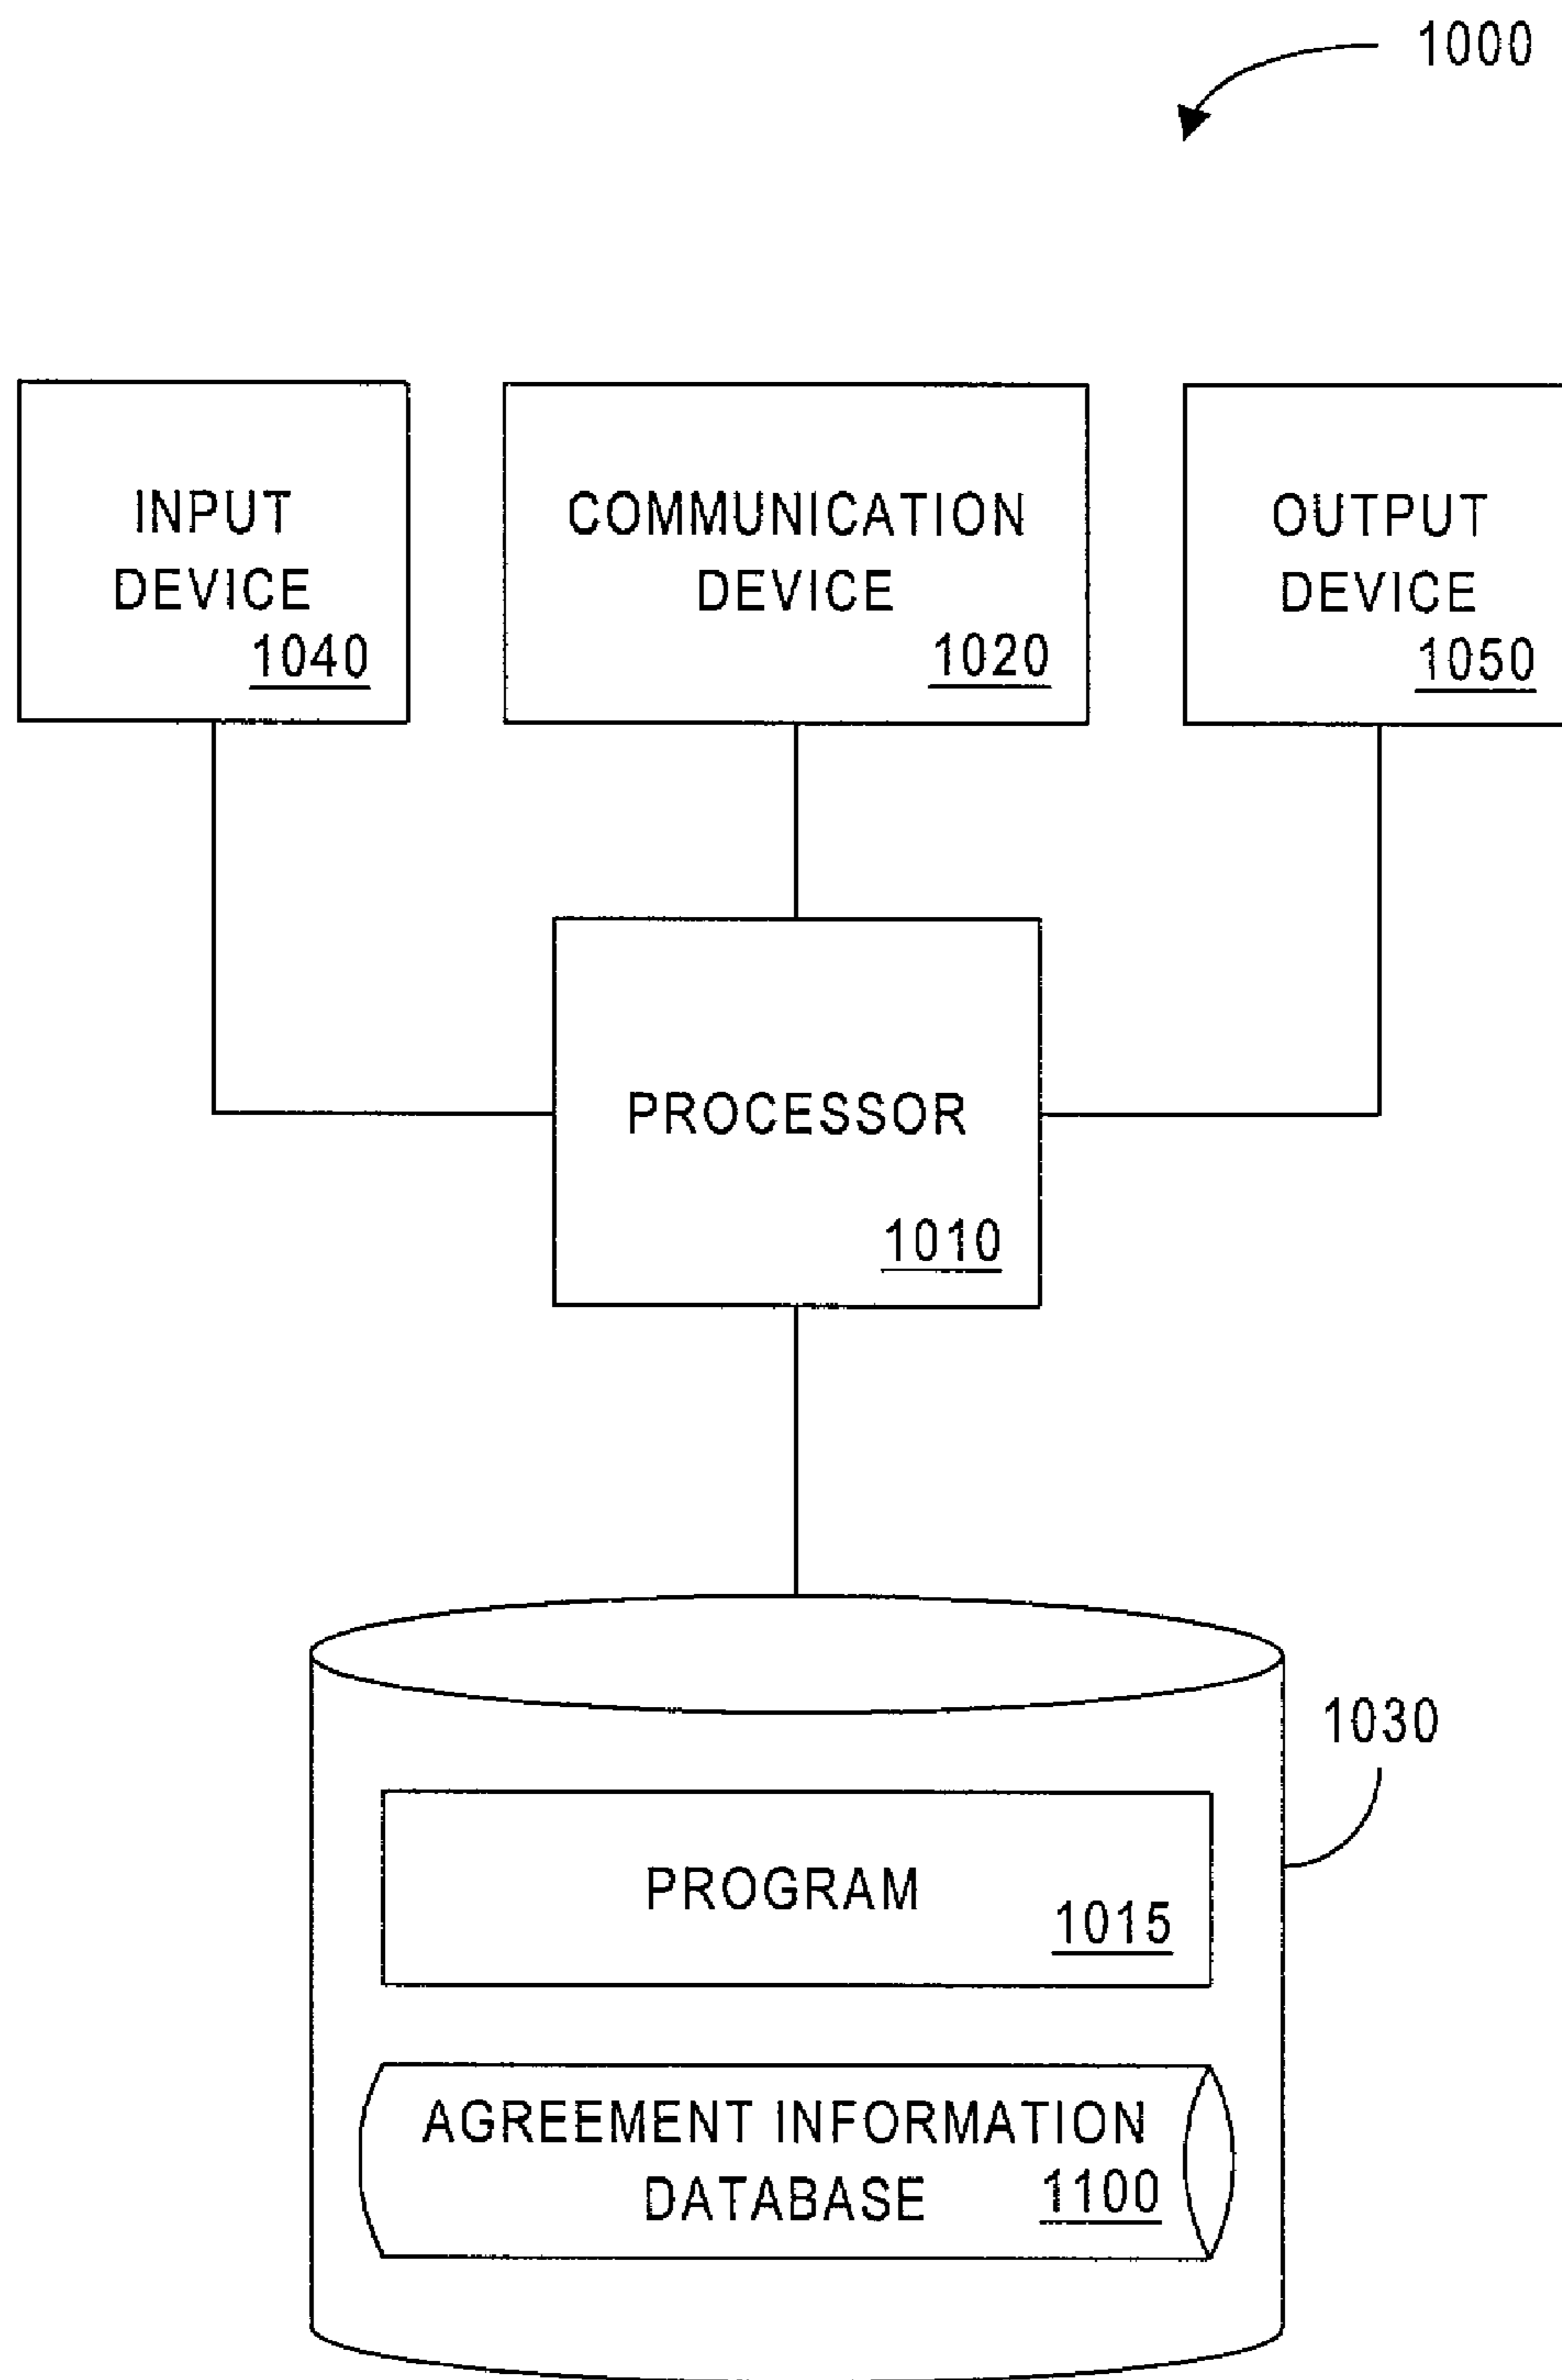 1000
INPUT
DEVICE
1040
COMMUNICATION
DEVICE
1020
OUTPUT
DEVICE
1050
PROCESSOR
1010
1030
PROGRAM
1015
AGREEMENT INFORMATION
DATABASE
1100